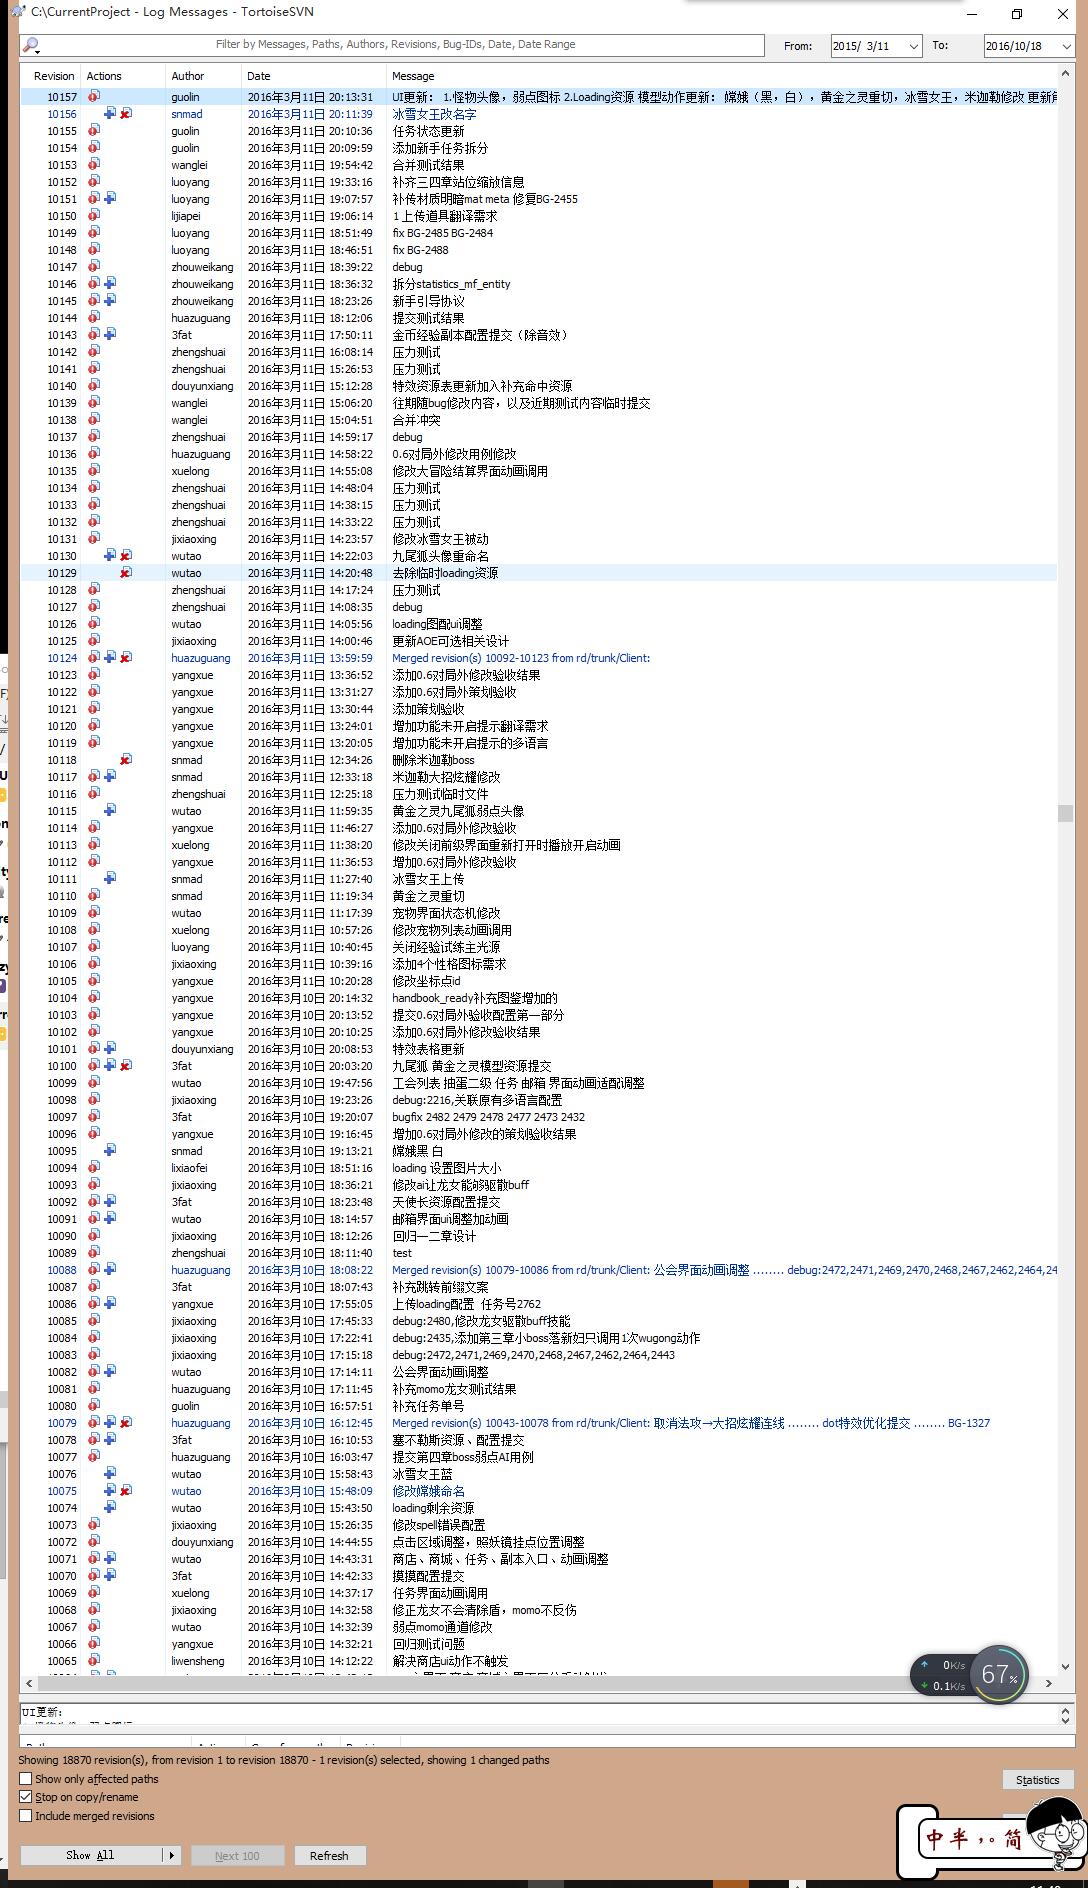 C:\CurrentProject - Log Messages - TortoiseSVN
Filter by Messages, Paths, Authors, Revisions, Bug-IDs, Date, Date Range From: 2015/ 3/11 To: 2016/10/18
Revision Actions Author Date Message
10157 guolin 2016年3月11日 20:13:31 UI更新： 1.怪物头像，弱点图标 2.Loading资源 模型动作更新： 嫦娥（黑，白），黄金之灵重切，冰雪女王，米迦勒修改 更新
10156 snmad 2016年3月11日 20:11:39 冰雪女王改名字
10155 guolin 2016年3月11日 20:10:36 任务状态更新
10154 guolin 2016年3月11日 20:09:59 添加新手任务拆分
10153 wanglei 2016年3月11日 19:54:42 合并测试结果
10152 luoyang 2016年3月11日 19:33:16 补齐三四章站位缩放信息
10151 luoyang 2016年3月11日 19:07:57 补传材质明暗mat meta 修复BG-2455
10150 lijiapei 2016年3月11日 19:06:14 1 上传道具翻译需求
10149 luoyang 2016年3月11日 18:51:49 fix BG-2485 BG-2484
10148 luoyang 2016年3月11日 18:46:51 fix BG-2488
10147 zhouweikang 2016年3月11日 18:39:22 debug
10146 zhouweikang 2016年3月11日 18:36:32 拆分statistics_mf_entity
10145 zhouweikang 2016年3月11日 18:23:26 新手引导协议
10144 huazuguang 2016年3月11日 18:12:06 提交测试结果
10143 3fat 2016年3月11日 17:50:11 金币经验副本配置提交（除音效）
10142 zhengshuai 2016年3月11日 16:08:14 压力测试
10141 zhengshuai 2016年3月11日 15:26:53 压力测试
10140 douyunxiang 2016年3月11日 15:12:28 特效资源表更新加入补充命中资源
10139 wanglei 2016年3月11日 15:06:20 往期随bug修改内容，以及近期测试内容临时提交
10138 wanglei 2016年3月11日 15:04:51 合并冲突
10137 zhengshuai 2016年3月11日 14:59:17 debug
10136 huazuguang 2016年3月11日 14:58:22 0.6对局外修改用例修改
10135 xuelong 2016年3月11日 14:55:08 修改大冒险结算界面动画调用
10134 zhengshuai 2016年3月11日 14:48:04 压力测试
10133 zhengshuai 2016年3月11日 14:38:15 压力测试
10132 zhengshuai 2016年3月11日 14:33:22 压力测试
10131 jixiaoxing 2016年3月11日 14:23:57 修改冰雪女王被动
10130 wutao 2016年3月11日 14:22:03 九尾狐头像重命名
10129 wutao 2016年3月11日 14:20:48 去除临时loading资源
10128 zhengshuai 2016年3月11日 14:17:24 压力测试
10127 zhengshuai 2016年3月11日 14:08:35 debug
10126 wutao 2016年3月11日 14:05:56 loading图配ui调整
10125 jixiaoxing 2016年3月11日 14:00:46 更新AOE可选相关设计
10124 huazuguang 2016年3月11日 13:59:59 Merged revision(s) 10092-10123 from rd/trunk/Client:
10123 yangxue 2016年3月11日 13:36:52 添加0.6对局外修改验收结果
10122 yangxue 2016年3月11日 13:31:27 添加0.6对局外策划验收
10121 yangxue 2016年3月11日 13:30:44 添加策划验收
10120 yangxue 2016年3月11日 13:24:01 增加功能未开启提示翻译需求
10119 yangxue 2016年3月11日 13:20:05 增加功能未开启提示的多语言
10118 snmad 2016年3月11日 12:34:26 删除米迦勒boss
10117 snmad 2016年3月11日 12:33:18 米迦勒大招炫耀修改
10116 zhengshuai 2016年3月11日 12:25:18 压力测试临时文件
10115 wutao 2016年3月11日 11:59:35 黄金之灵九尾狐弱点头像
10114 yangxue 2016年3月11日 11:46:27 添加0.6对局外修改验收
10113 xuelong 2016年3月11日 11:38:20 修改关闭前级界面重新打开时播放开启动画
10112 yangxue 2016年3月11日 11:36:53 增加0.6对局外修改验收
10111 snmad 2016年3月11日 11:27:40 冰雪女王上传
10110 snmad 2016年3月11日 11:19:34 黄金之灵重切
10109 wutao 2016年3月11日 11:17:39 宠物界面状态机修改
10108 xuelong 2016年3月11日 10:57:26 修改宠物列表动画调用
10107 luoyang 2016年3月11日 10:40:45 关闭经验试练主光源
10106 jixiaoxing 2016年3月11日 10:39:16 添加4个性格图标需求
10105 yangxue 2016年3月11日 10:20:28 修改坐标点id
10104 yangxue 2016年3月10日 20:14:32 handbook_ready补充图鉴增加的
10103 yangxue 2016年3月10日 20:13:52 提交0.6对局外验收配置第一部分
10102 yangxue 2016年3月10日 20:10:25 添加0.6对局外修改验收结果
10101 douyunxiang 2016年3月10日 20:08:53 特效表格更新
10100 3fat 2016年3月10日 20:03:20 九尾狐 黄金之灵模型资源提交
10099 wutao 2016年3月10日 19:47:56 工会列表 抽蛋二级 任务 邮箱 界面动画适配调整
10098 jixiaoxing 2016年3月10日 19:23:26 debug:2216,关联原有多语言配置
10097 3fat 2016年3月10日 19:20:07 bugfix 2482 2479 2478 2477 2473 2432
10096 yangxue 2016年3月10日 19:16:45 增加0.6对局外修改的策划验收结果
10095 snmad 2016年3月10日 19:13:21 嫦娥黑 白
10094 lixiaofei 2016年3月10日 18:51:16 loading 设置图片大小
10093 jixiaoxing 2016年3月10日 18:36:21 修改ai让龙女能够驱散buff
10092 3fat 2016年3月10日 18:23:48 天使长资源配置提交
10091 wutao 2016年3月10日 18:14:57 邮箱界面ui调整加动画
10090 jixiaoxing 2016年3月10日 18:12:26 回归一二章设计
10089 zhengshuai 2016年3月10日 18:11:40 test
10088 huazuguang 2016年3月10日 18:08:22 Merged revision(s) 10079-10086 from rd/trunk/Client: 公会界面动画调整 ........ debug:2472,2471,2469,2470,2468,2467,2462,2464,24
10087 3fat 2016年3月10日 18:07:43 补充跳转前缀文案
10086 yangxue 2016年3月10日 17:55:05 上传loading配置 任务号2762
10085 jixiaoxing 2016年3月10日 17:45:33 debug:2480,修改龙女驱散buff技能
10084 jixiaoxing 2016年3月10日 17:22:41 debug:2435,添加第三章小boss落新妇只调用1次wugong动作
10083 jixiaoxing 2016年3月10日 17:15:18 debug:2472,2471,2469,2470,2468,2467,2462,2464,2443
10082 wutao 2016年3月10日 17:14:11 公会界面动画调整
10081 huazuguang 2016年3月10日 17:11:45 补充momo龙女测试结果
10080 guolin 2016年3月10日 16:57:51 补充任务单号
10079 huazuguang 2016年3月10日 16:12:45 Merged revision(s) 10043-10078 from rd/trunk/Client: 取消法攻→大招炫耀连线 ........ dot特效优化提交 ........ BG-1327
10078 3fat 2016年3月10日 16:10:53 塞不勒斯资源、配置提交
10077 huazuguang 2016年3月10日 16:03:47 提交第四章boss弱点AI用例
10076 wutao 2016年3月10日 15:58:43 冰雪女王蓝
10075 wutao 2016年3月10日 15:48:09 修改嫦娥命名
10074 wutao 2016年3月10日 15:43:50 loading剩余资源
10073 jixiaoxing 2016年3月10日 15:26:35 修改spell错误配置
10072 douyunxiang 2016年3月10日 14:44:55 点击区域调整，照妖镜挂点位置调整
10071 wutao 2016年3月10日 14:43:31 商店、商城、任务、副本入口、动画调整
10070 3fat 2016年3月10日 14:42:33 摸摸配置提交
10069 xuelong 2016年3月10日 14:37:17 任务界面动画调用
10068 jixiaoxing 2016年3月10日 14:32:58 修正龙女不会清除盾，momo不反伤
10067 wutao 2016年3月10日 14:32:39 弱点momo通道修改
10066 yangxue 2016年3月10日 14:32:21 回归测试问题
10065 liwensheng 2016年3月10日 14:12:22 解决商店ui动作不触发
0K/s
0.1K/s
67%
UI更新:
Showing 18870 revision(s), from revision 1 to revision 18870 - 1 revision(s) selected, showing 1 changed paths
Show only affected paths
Statistics
Stop on copy/rename
Include merged revisions
中 半 ，。 简
Show All Next 100 Refresh